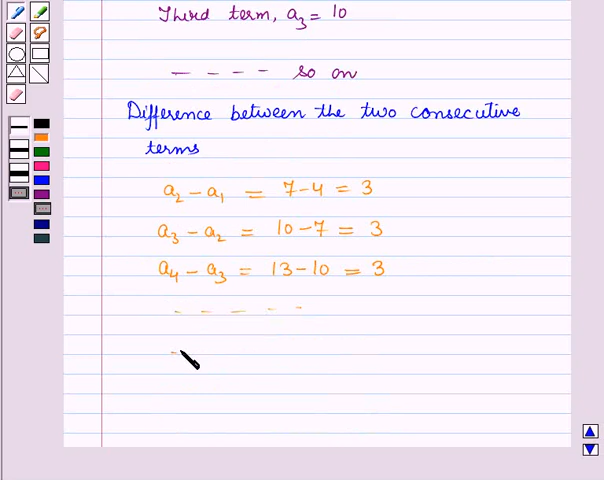 Third term, a₃ = 10
— — — — so on
Difference between the two consecutive
terms
a₂ - a₁ = 7 - 4 = 3
a₃ - a₂ = 10 - 7 = 3
a₄ - a₃ = 13 - 10 = 3
- - - - -